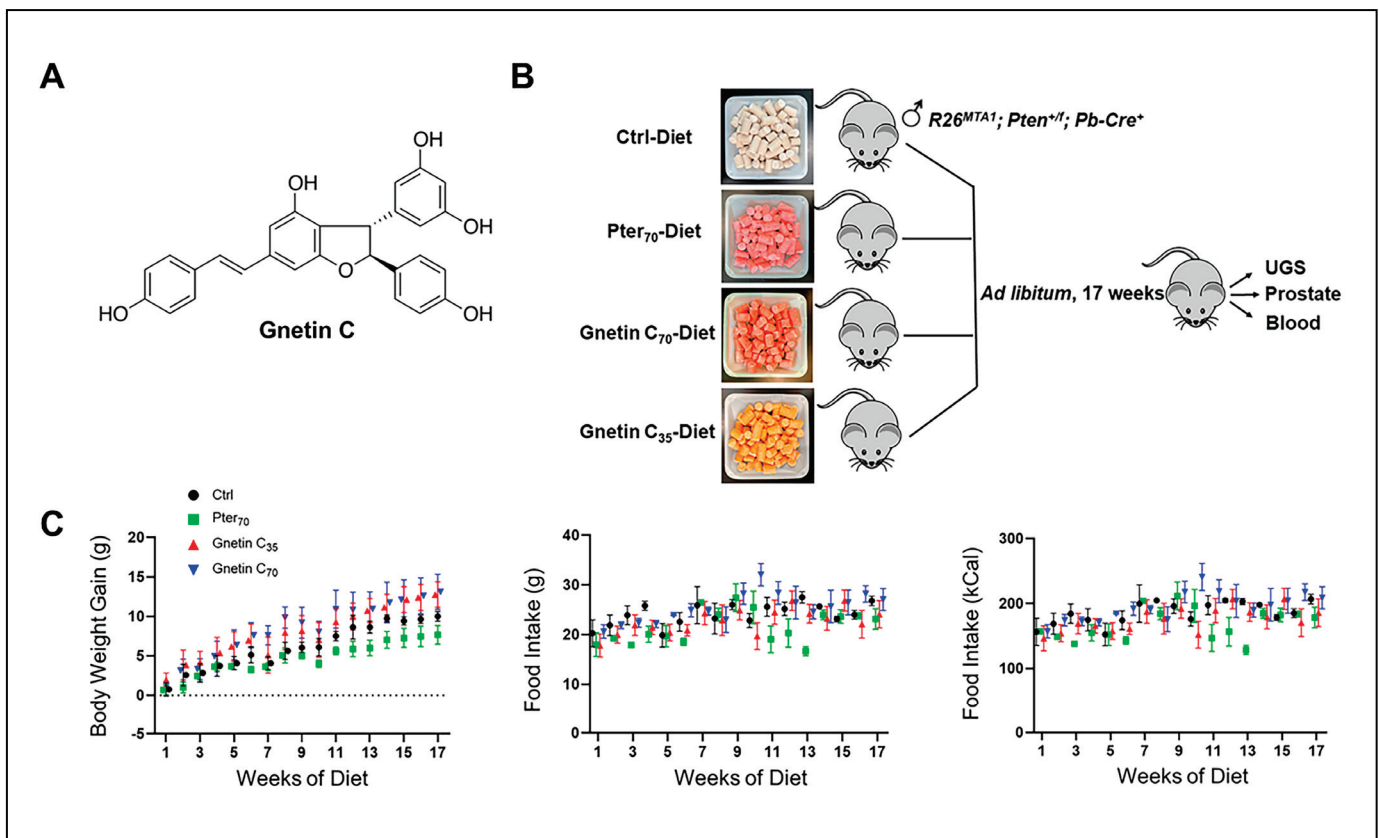 A
OH
OH
OH
O
HO
OH
Gnetin C
B
Ctrl-Diet
♂ R26^MTA1; Pten^+/f; Pb-Cre^+
Pter₇₀-Diet
Gnetin C₇₀-Diet
Gnetin C₃₅-Diet
Ad libitum, 17 weeks
UGS
Prostate
Blood
C
Ctrl
Pter₇₀
Gnetin C₃₅
Gnetin C₇₀
Body Weight Gain (g)
20
15
10
5
0
-5
1 3 5 7 9 11 13 15 17
Weeks of Diet
Food Intake (g)
40
30
20
10
0
1 3 5 7 9 11 13 15 17
Weeks of Diet
Food Intake (kCal)
300
200
100
0
1 3 5 7 9 11 13 15 17
Weeks of Diet